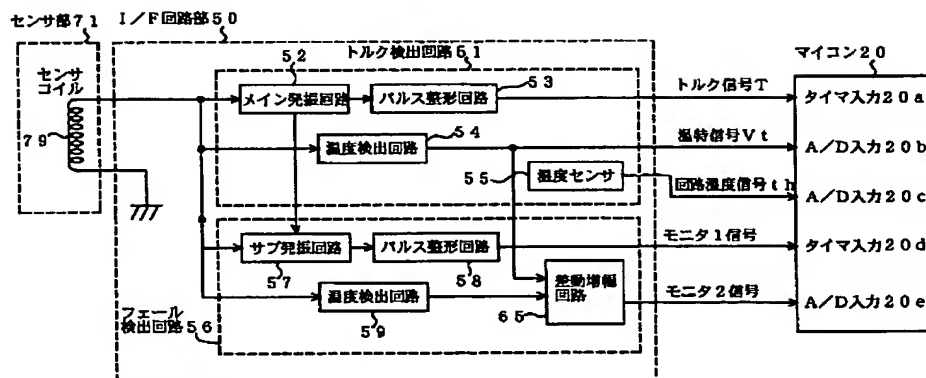 センサ部71
I/F回路部50
トルク検出回路51
マイコン20
センサ
コイル
79
52
メイン発振回路
53
パルス整形回路
トルク信号T
タイマ入力20a
54
温度検出回路
温特信号Vt
A/D入力20b
55
温度センサ
回路温度信号th
A/D入力20c
サブ発振回路
57
パルス整形回路
58
モニタ1信号
タイマ入力20d
温度検出回路
59
差動増幅
回路
65
モニタ2信号
A/D入力20e
フェール
検出回路56